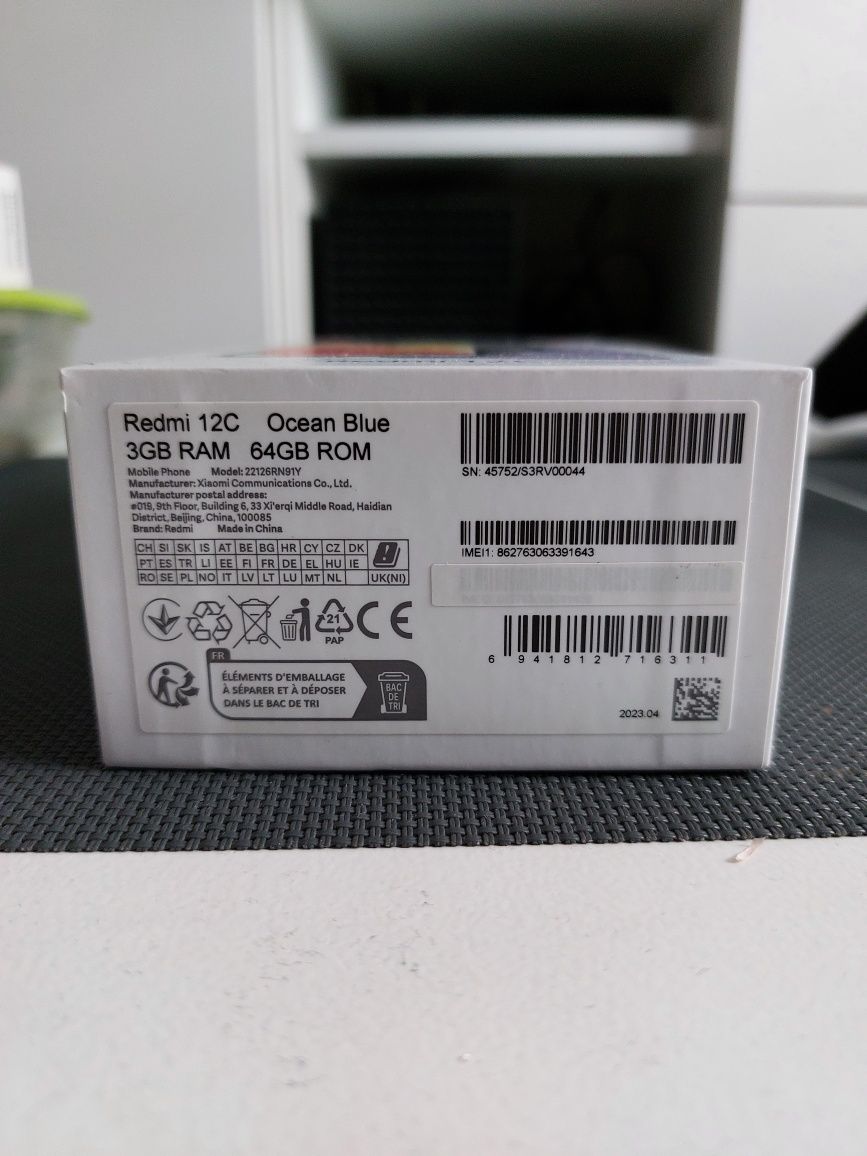 Redmi 12C Ocean Blue
3GB RAM 64GB ROM
Mobile Phone Model: 22126RN91Y
Manufacturer: Xiaomi Communications Co., Ltd.
Manufacturer postal address:
#019, 9th Floor, Building 6, 33 Xi'erqi Middle Road, Haidian
District, Beijing, China, 100085
Brand: Redmi Made in China
CH SI SK IS AT BE BG HR CY CZ DK
PT ES TR LI EE FI FR DE EL HU IE
RO SE PL NO IT LV LT LU MT NL UK(NI)
21
PAP
CE
FR
ÉLÉMENTS D'EMBALLAGE
À SÉPARER ET À DÉPOSER
DANS LE BAC DE TRI
BAC
DE
TRI
SN: 45752/S3RV00044
IMEI1: 862763063391643
6 941812 716311
2023.04